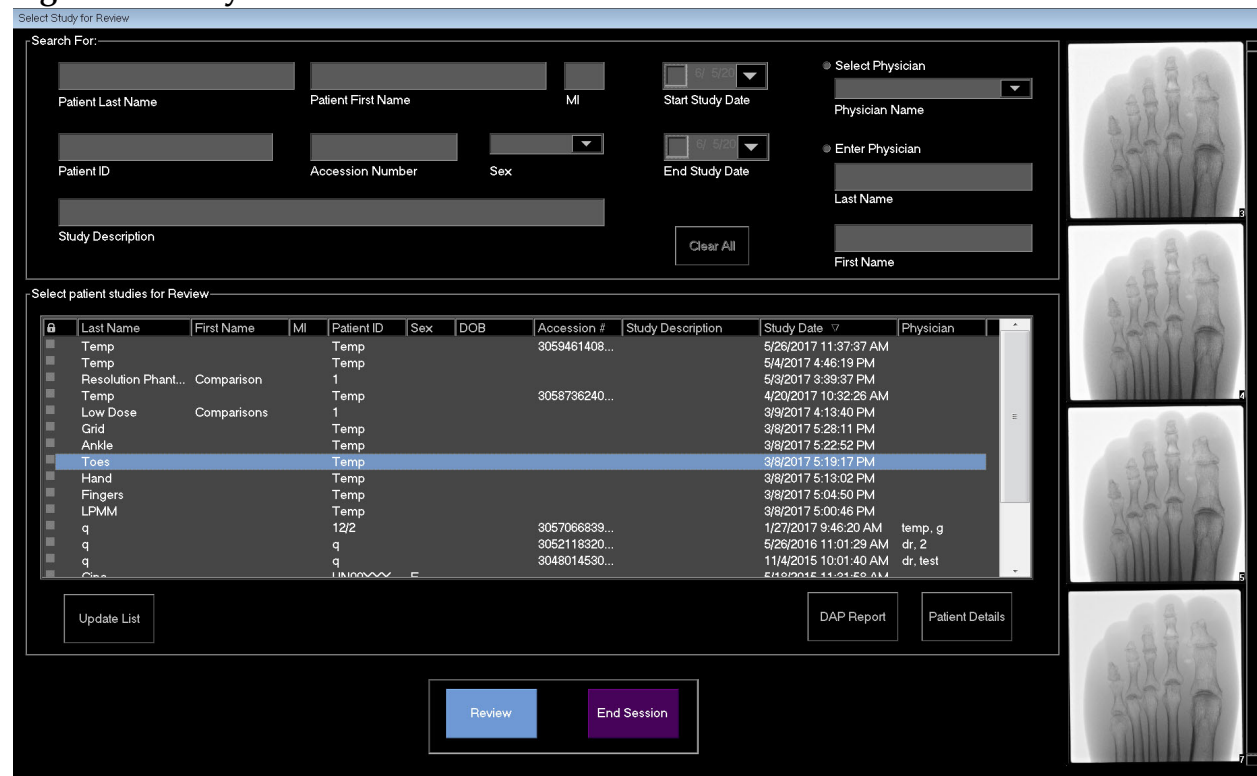 Select Study for Review
Search For:
Patient Last Name
Patient First Name
MI
6/ 5/20
Start Study Date
Select Physician
Physician Name
Patient ID
Accession Number
Sex
6/ 5/20
End Study Date
Enter Physician
Last Name
Study Description
Clear All
First Name
Select patient studies for Review
Last Name First Name MI Patient ID Sex DOB Accession # Study Description Study Date Physician
Temp Temp 3059461408... 5/26/2017 11:37:37 AM
Temp Temp 5/4/2017 4:46:19 PM
Resolution Phant... Comparison 1 5/3/2017 3:39:37 PM
Temp Temp 3058736240... 4/20/2017 10:32:26 AM
Low Dose Comparisons 1 3/9/2017 4:13:40 PM
Grid Temp 3/8/2017 5:28:11 PM
Ankle Temp 3/8/2017 5:22:52 PM
Toes Temp 3/8/2017 5:19:17 PM
Hand Temp 3/8/2017 5:13:02 PM
Fingers Temp 3/8/2017 5:04:50 PM
LPMM Temp 3/8/2017 5:00:46 PM
q 12/2 3057066839... 1/27/2017 9:46:20 AM temp, g
q q 3052118320... 5/26/2016 11:01:29 AM dr, 2
q q 3048014530... 11/4/2015 10:01:40 AM dr, test
Update List
DAP Report
Patient Details
Review
End Session
3
4
5
7